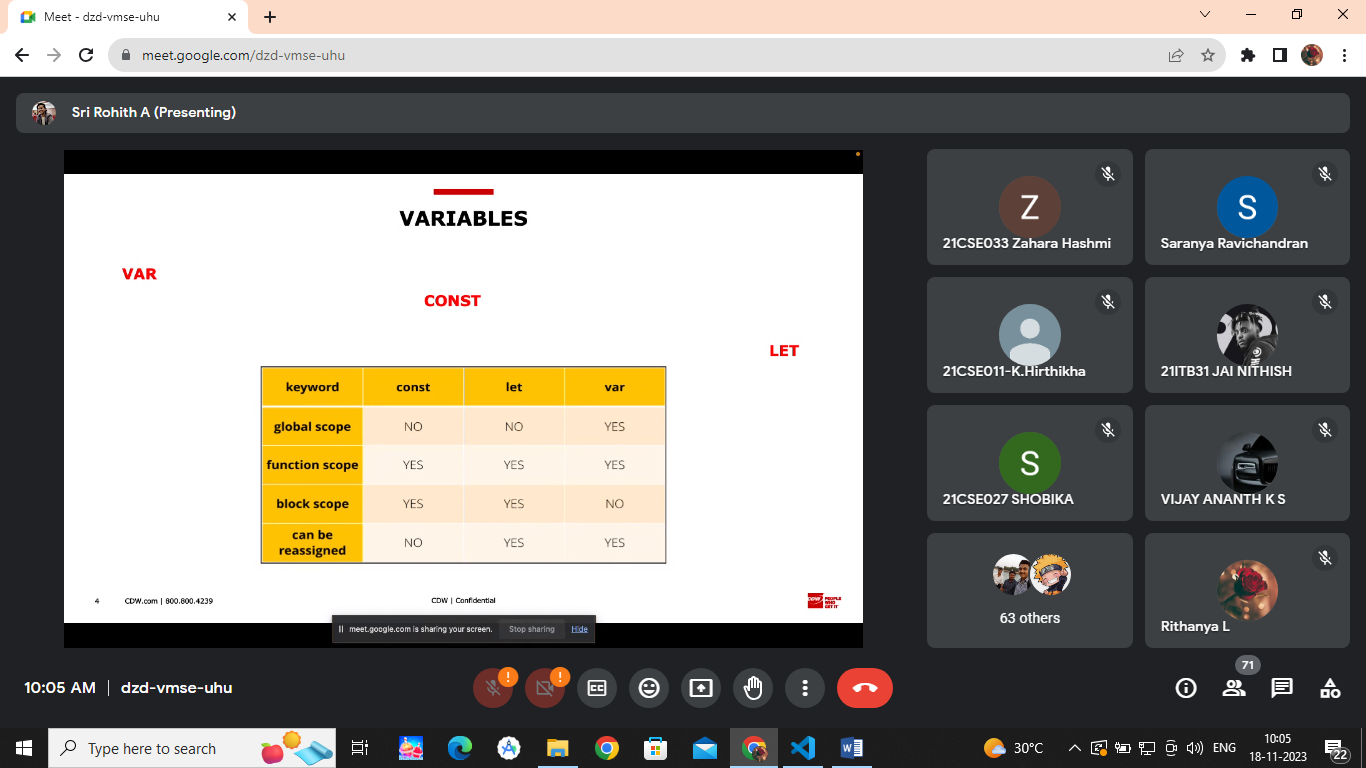 Meet - dzd-vmse-uhu
meet.google.com/dzd-vmse-uhu
Sri Rohith A (Presenting)
VARIABLES
VAR
CONST
LET
keyword const let var
global scope NO NO YES
function scope YES YES YES
block scope YES YES NO
can be reassigned NO YES YES
4 CDW.com | 800.800.4239 CDW | Confidential
CDW PEOPLE WHO GET IT
meet.google.com is sharing your screen. Stop sharing Hide
Z
21CSE033 Zahara Hashmi
S
Saranya Ravichandran
21CSE011-K.Hirthikha
21ITB31 JAI NITHISH
S
21CSE027 SHOBIKA
VIJAY ANANTH K S
63 others
Rithanya L
10:05 AM | dzd-vmse-uhu
71
Type here to search
30°C
ENG
10:05
18-11-2023
22